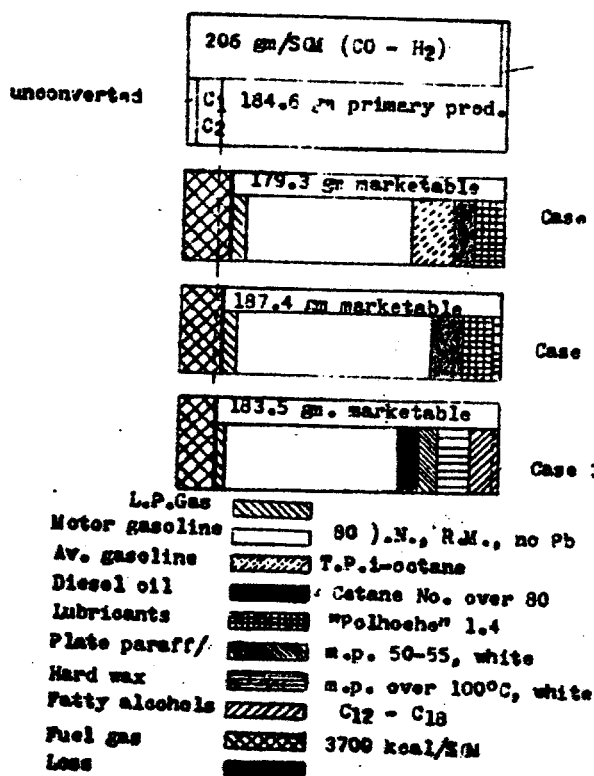 206 gm/SCM (CO - H₂)
unconverted
C₁ 184.6 gm primary prod.
C₂
179.3 gm marketable
Case
187.4 gm marketable
Case
183.5 gm. marketable
Case
L.P.Gas
Motor gasoline 80 O.N., R.M., no Pb
Av. gasoline T.P.i-octane
Diesel oil Cetane No. over 80
Lubricants "Polhoehe" 1.4
Plate paraff/ m.p. 50-55, white
Hard wax m.p. over 100°C, white
Fatty alcohols C₁₂ - C₁₈
Fuel gas 3700 kcal/SCM
Loss